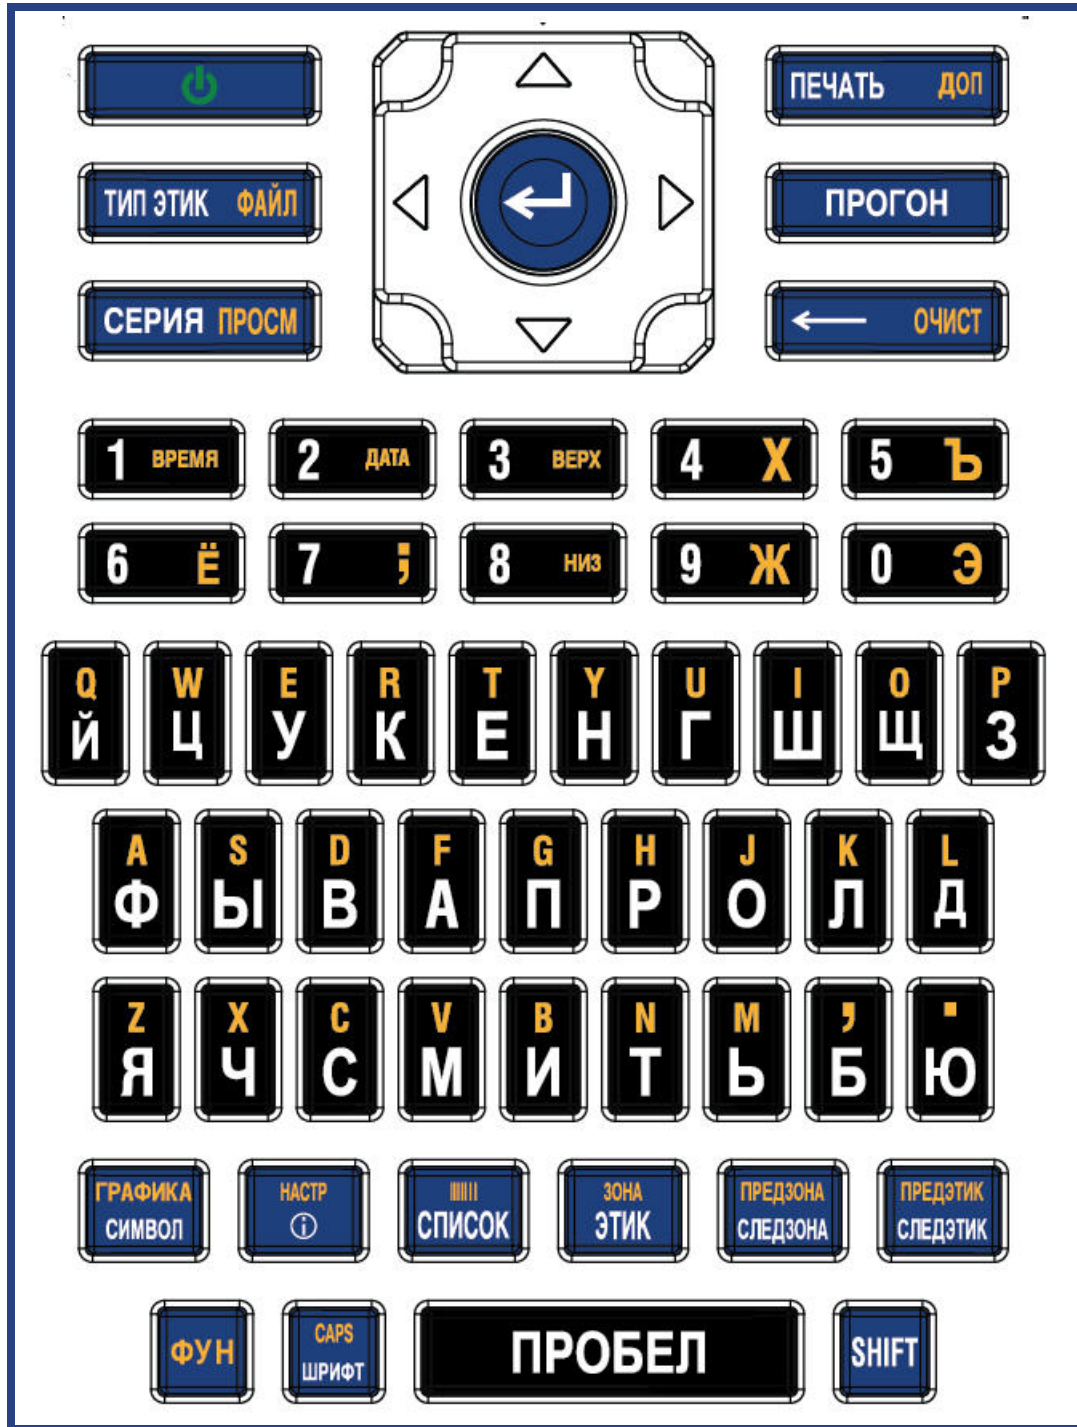 ПЕЧАТЬ ДОП
ТИП ЭТИК ФАЙЛ
ПРОГОН
СЕРИЯ ПРОСМ
ОЧИСТ
1 ВРЕМЯ 2 ДАТА 3 ВЕРХ 4 Х 5 Ъ
6 Ё 7 ; 8 НИЗ 9 Ж 0 Э
Q W E R T Y U I O P
Й Ц У К Е Н Г Ш Щ З
A S D F G H J K L
Ф Ы В А П Р О Л Д
Z X C V B N M , .
Я Ч С М И Т Ь Б Ю
ГРАФИКА НАСТР ЗОНА ПРЕДЗОНА ПРЕДЭТИК
СИМВОЛ СПИСОК ЭТИК СЛЕДЗОНА СЛЕДЭТИК
ФУН CAPS ПРОБЕЛ SHIFT
ШРИФТ